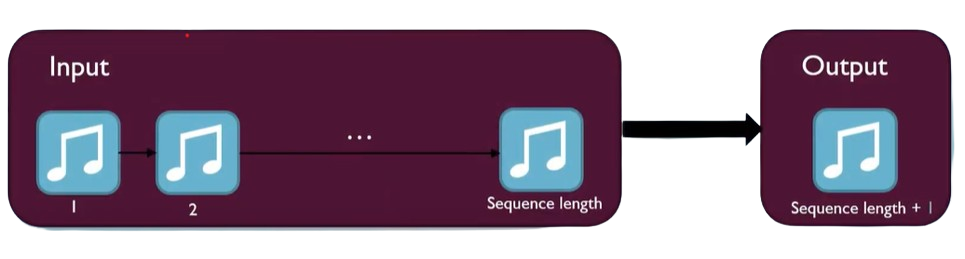 Input
Output
...
1
2
Sequence length
Sequence length + 1